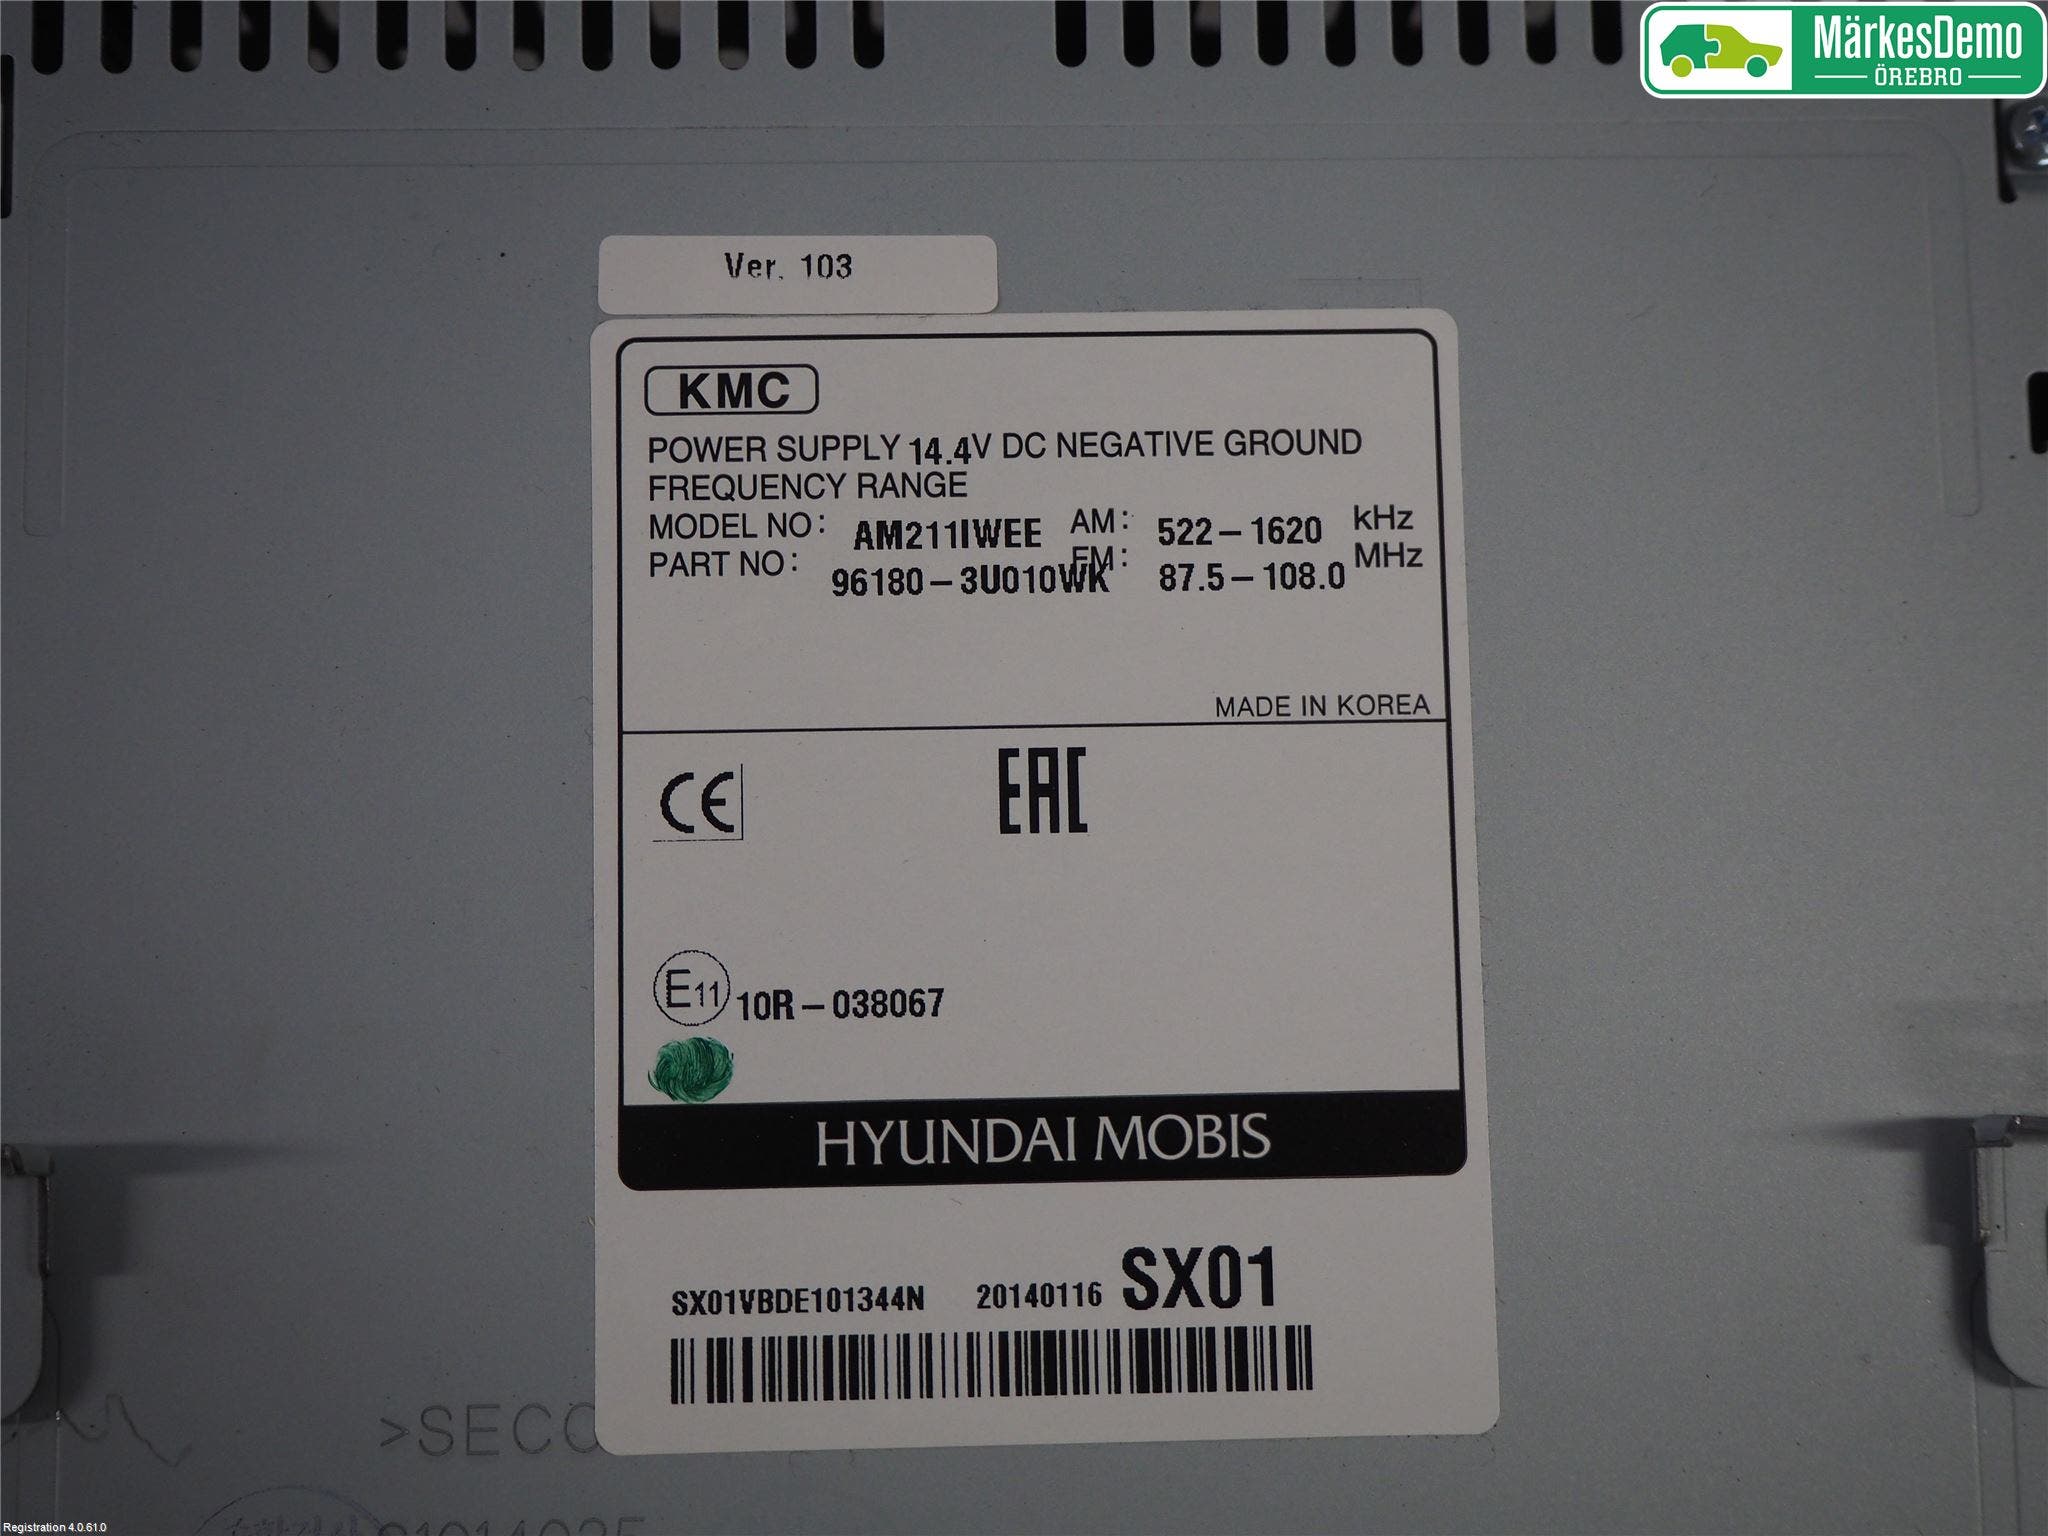 MärkesDemo
ÖREBRO
Ver. 103
KMC
POWER SUPPLY 14.4V DC NEGATIVE GROUND
FREQUENCY RANGE
MODEL NO: AM211IWEE AM: 522-1620 kHz
PART NO: 96180-3U010WK FM: 87.5-108.0 MHz
MADE IN KOREA
CE EAC
E11 10R-038067
HYUNDAI MOBIS
SX01VBDE101344N 20140116 SX01
>SECC
Registration 4.0.61.0